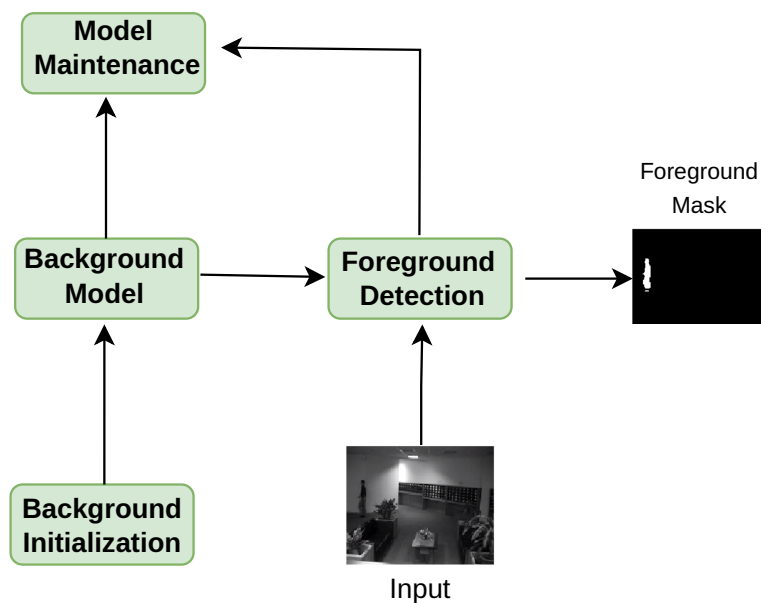 Model
Maintenance
Foreground
Mask
Background
Model
Foreground
Detection
Background
Initialization
Input